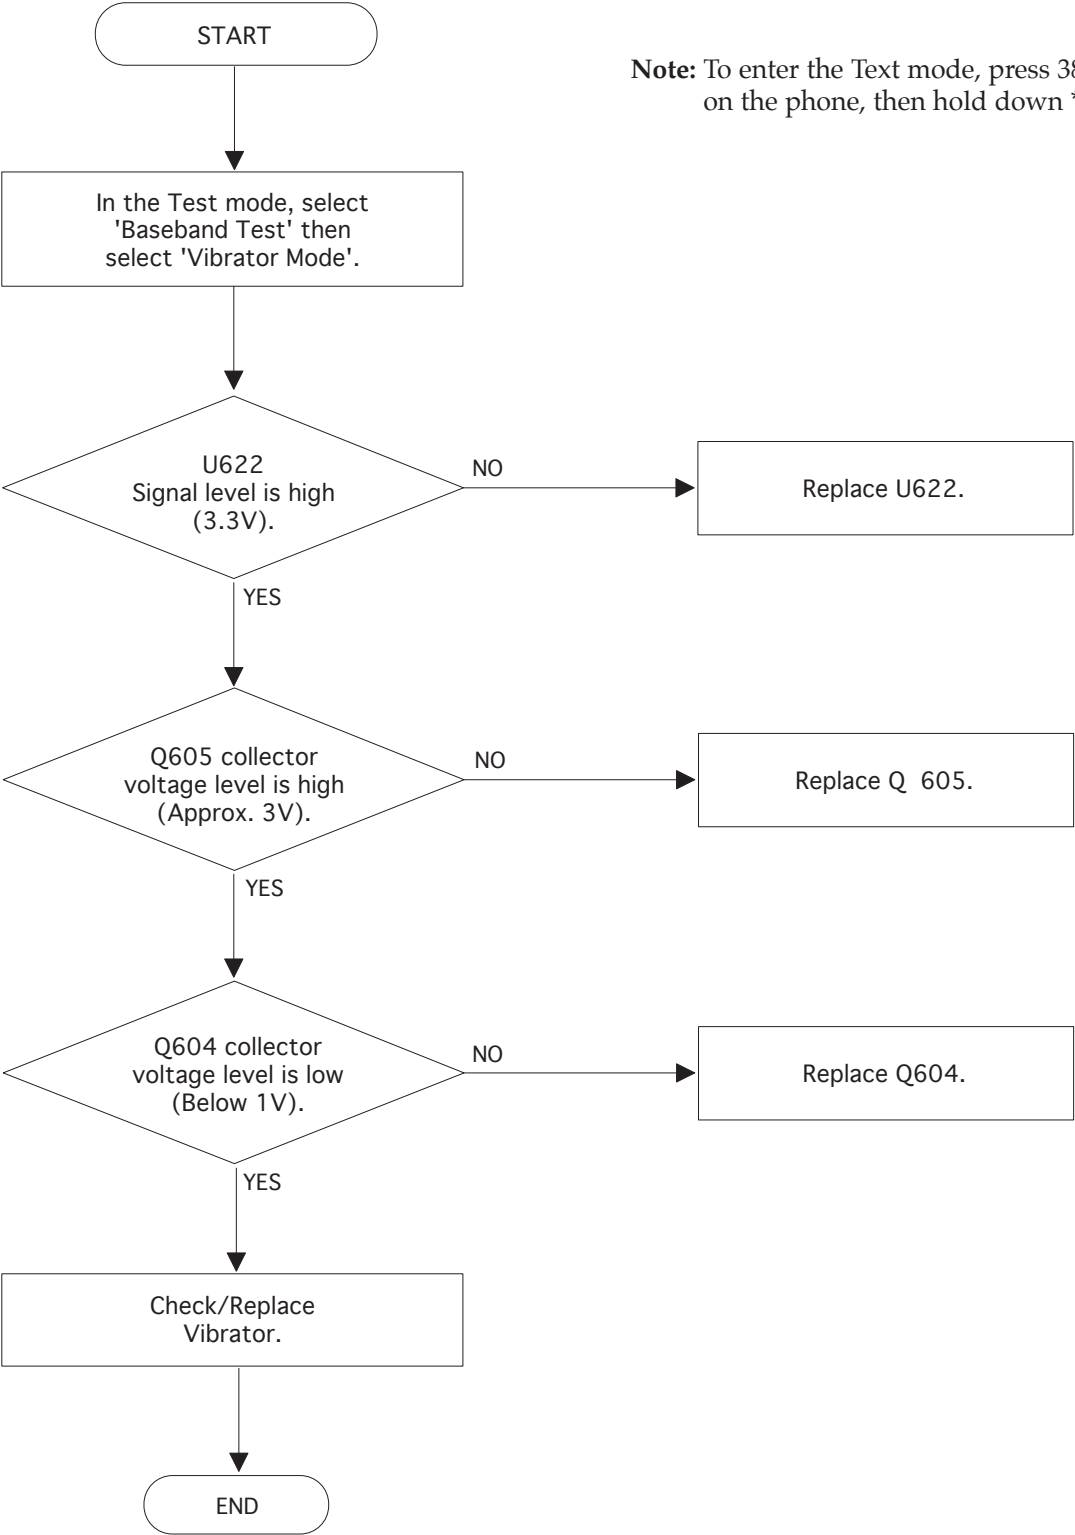 START
Note: To enter the Text mode, press
on the phone, then hold down *
In the Test mode, select
'Baseband Test' then
select 'Vibrator Mode'.
U622
Signal level is high
(3.3V).
NO
Replace U622.
YES
Q605 collector
voltage level is high
(Approx. 3V).
NO
Replace Q 605.
YES
Q604 collector
voltage level is low
(Below 1V).
NO
Replace Q604.
YES
Check/Replace
Vibrator.
END